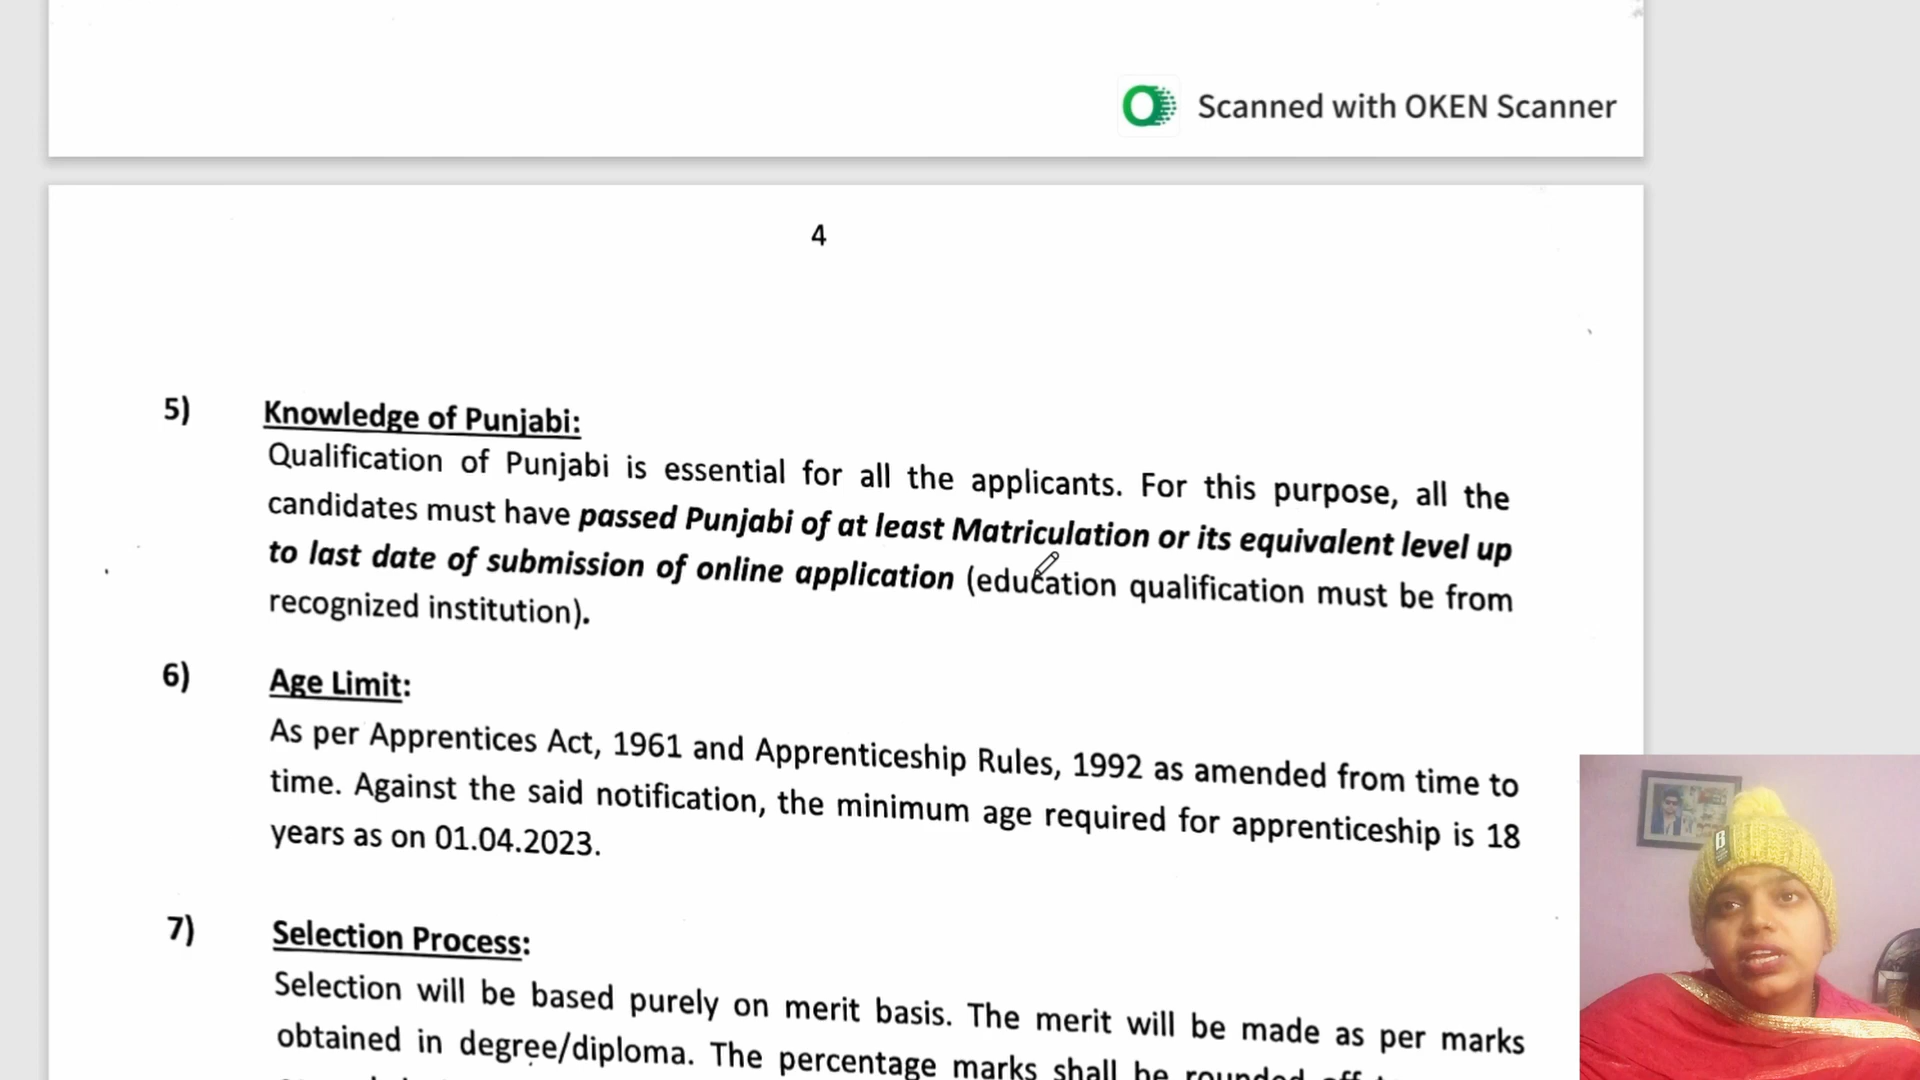 Scanned with OKEN Scanner
4
5) Knowledge of Punjabi:
Qualification of Punjabi is essential for all the applicants. For this purpose, all the
candidates must have passed Punjabi of at least Matriculation or its equivalent level up
to last date of submission of online application (education qualification must be from
recognized institution).
6) Age Limit:
As per Apprentices Act, 1961 and Apprenticeship Rules, 1992 as amended from time to
time. Against the said notification, the minimum age required for apprenticeship is 18
years as on 01.04.2023.
7) Selection Process:
Selection will be based purely on merit basis. The merit will be made as per marks
obtained in degree/diploma. The percentage marks shall be rounded off
B